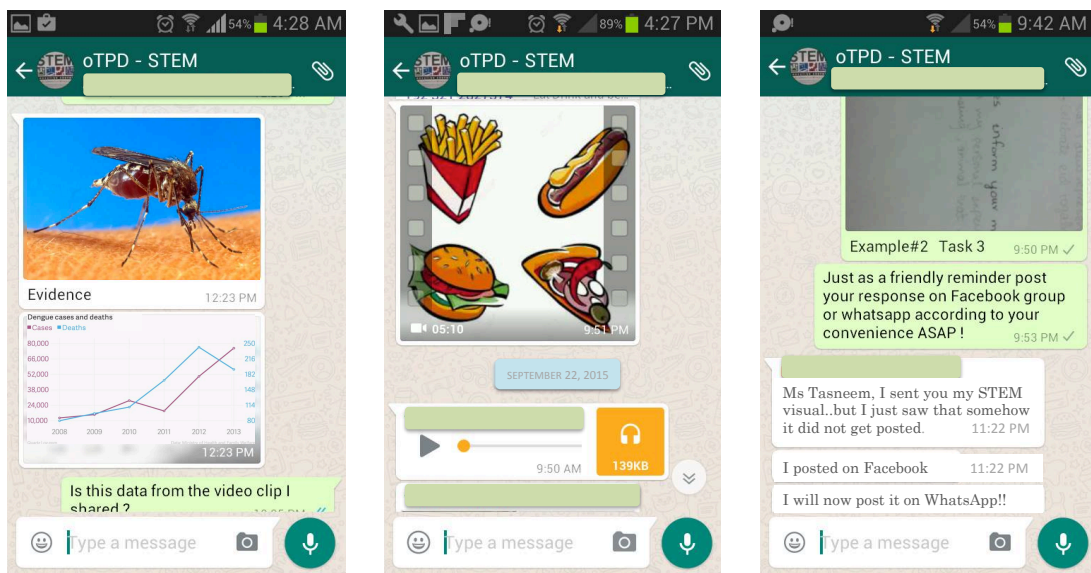 54% 4:28 AM
oTPD - STEM
Evidence
12:23 PM
Dengue cases and deaths
Cases Deaths
80,000 250
66,000 216
52,000 182
38,000 148
24,000 114
10,000 80
2008 2009 2010 2011 2012 2013
12:23 PM
Is this data from the video clip I
shared ?
Type a message
89% 4:27 PM
oTPD - STEM
05:10 9:51 PM
SEPTEMBER 22, 2015
9:50 AM
139KB
Type a message
54% 9:42 AM
oTPD - STEM
inform your
Example#2 Task 3 9:50 PM
Just as a friendly reminder post
your response on Facebook group
or whatsapp according to your
convenience ASAP !
9:53 PM
Ms Tasneem, I sent you my STEM
visual..but I just saw that somehow
it did not get posted. 11:22 PM
I posted on Facebook 11:22 PM
I will now post it on WhatsApp!!
Type a message